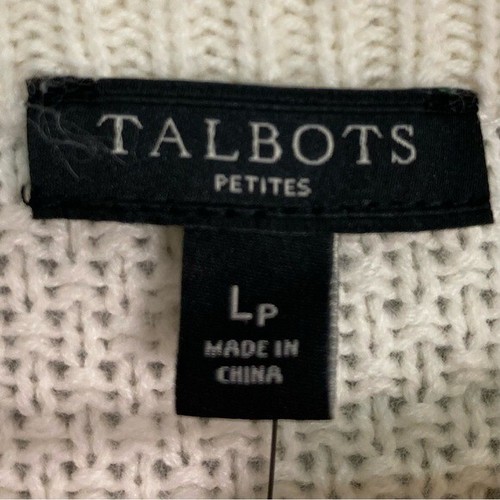 TALBOTS
PETITES
LP
MADE IN
CHINA